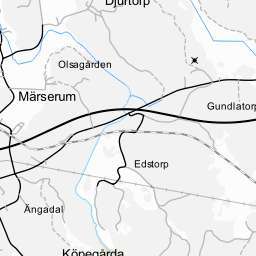 Djurtorp
Olsagården
Märserum
Gundlatorp
Edstorp
Ängadal
Köpegårda